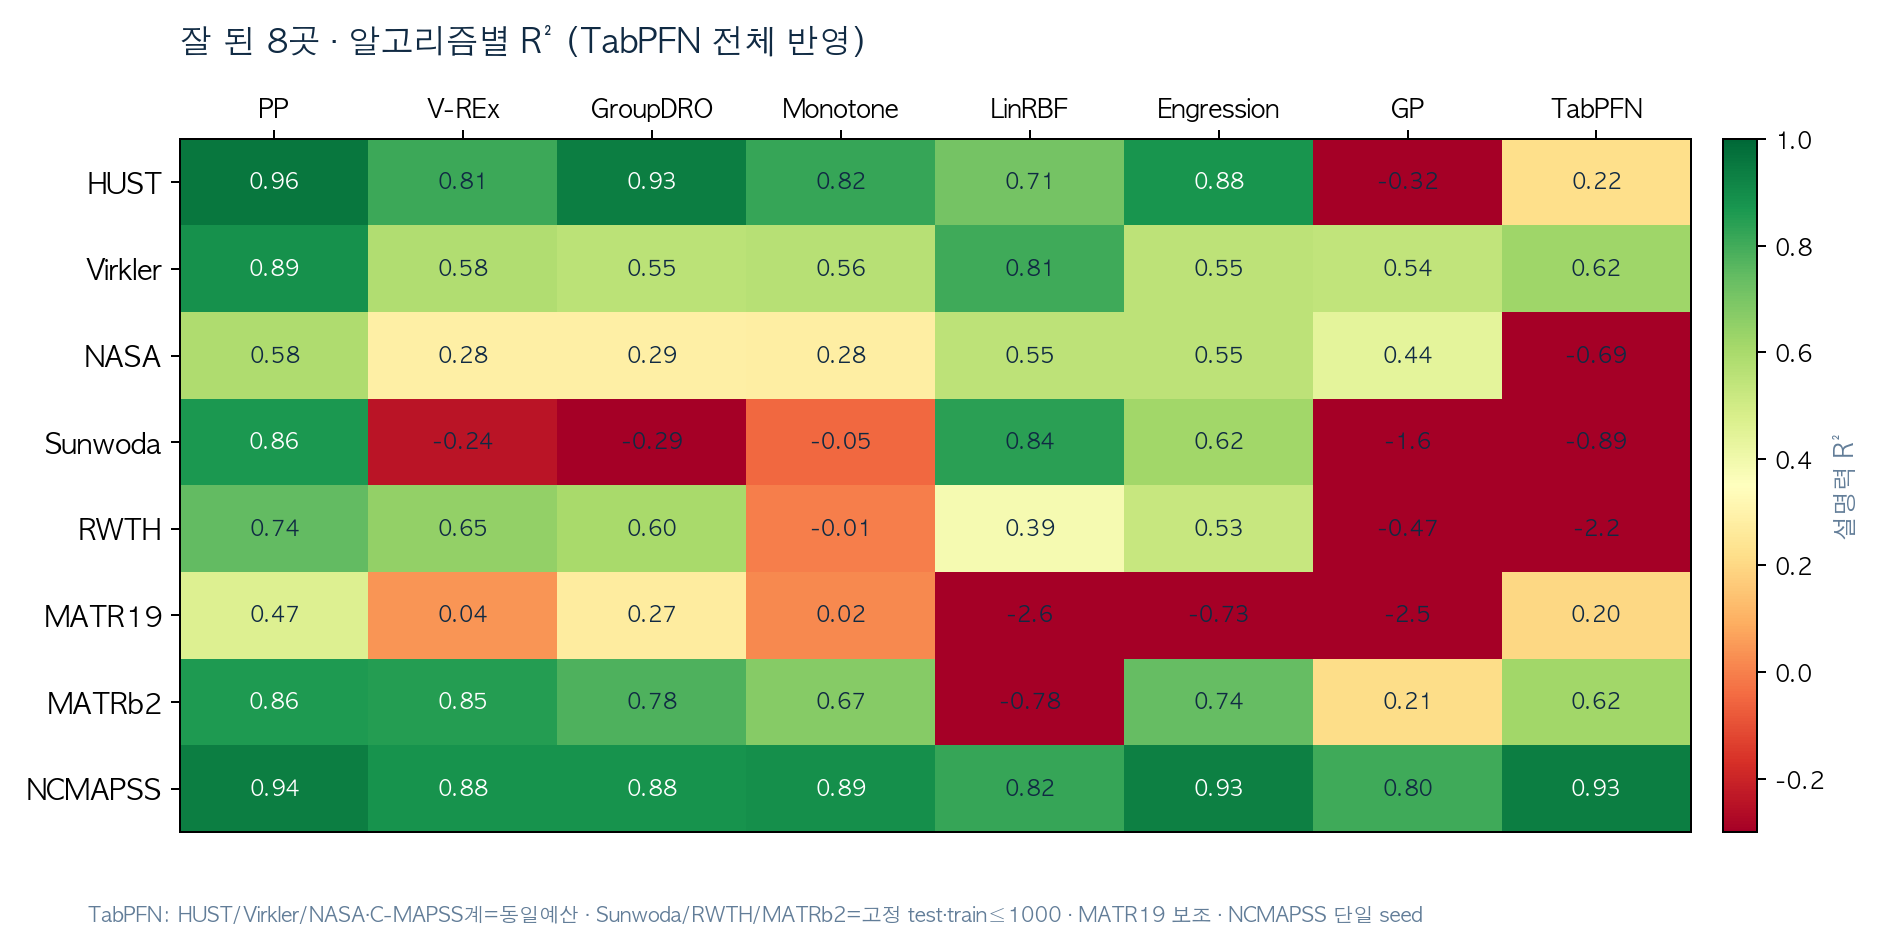 잘 된 8곳 · 알고리즘별 R² (TabPFN 전체 반영)
PP V-REx GroupDRO Monotone LinRBF Engression GP TabPFN
HUST 0.96 0.81 0.93 0.82 0.71 0.88 -0.32 0.22
Virkler 0.89 0.58 0.55 0.56 0.81 0.55 0.54 0.62
NASA 0.58 0.28 0.29 0.28 0.55 0.55 0.44 -0.69
Sunwoda 0.86 -0.24 -0.29 -0.05 0.84 0.62 -1.6 -0.89
RWTH 0.74 0.65 0.60 -0.01 0.39 0.53 -0.47 -2.2
MATR19 0.47 0.04 0.27 0.02 -2.6 -0.73 -2.5 0.20
MATRb2 0.86 0.85 0.78 0.67 -0.78 0.74 0.21 0.62
NCMAPSS 0.94 0.88 0.88 0.89 0.82 0.93 0.80 0.93
1.0
0.8
0.6
0.4
0.2
0.0
-0.2
설명력 R²
TabPFN: HUST/Virkler/NASA·C-MAPSS계=동일예산 · Sunwoda/RWTH/MATRb2=고정 test·train≤1000 · MATR19 보조 · NCMAPSS 단일 seed